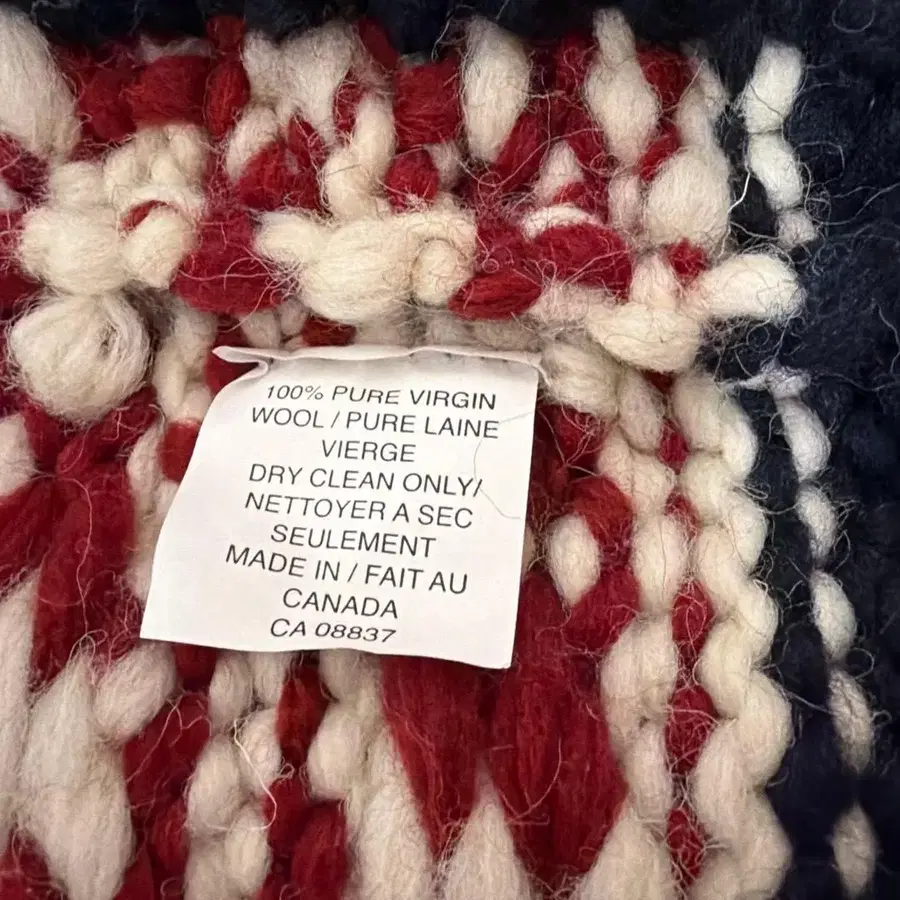 100% PURE VIRGIN
WOOL / PURE LAINE
VIERGE
DRY CLEAN ONLY/
NETTOYER A SEC
SEULEMENT
MADE IN / FAIT AU
CANADA
CA 08837